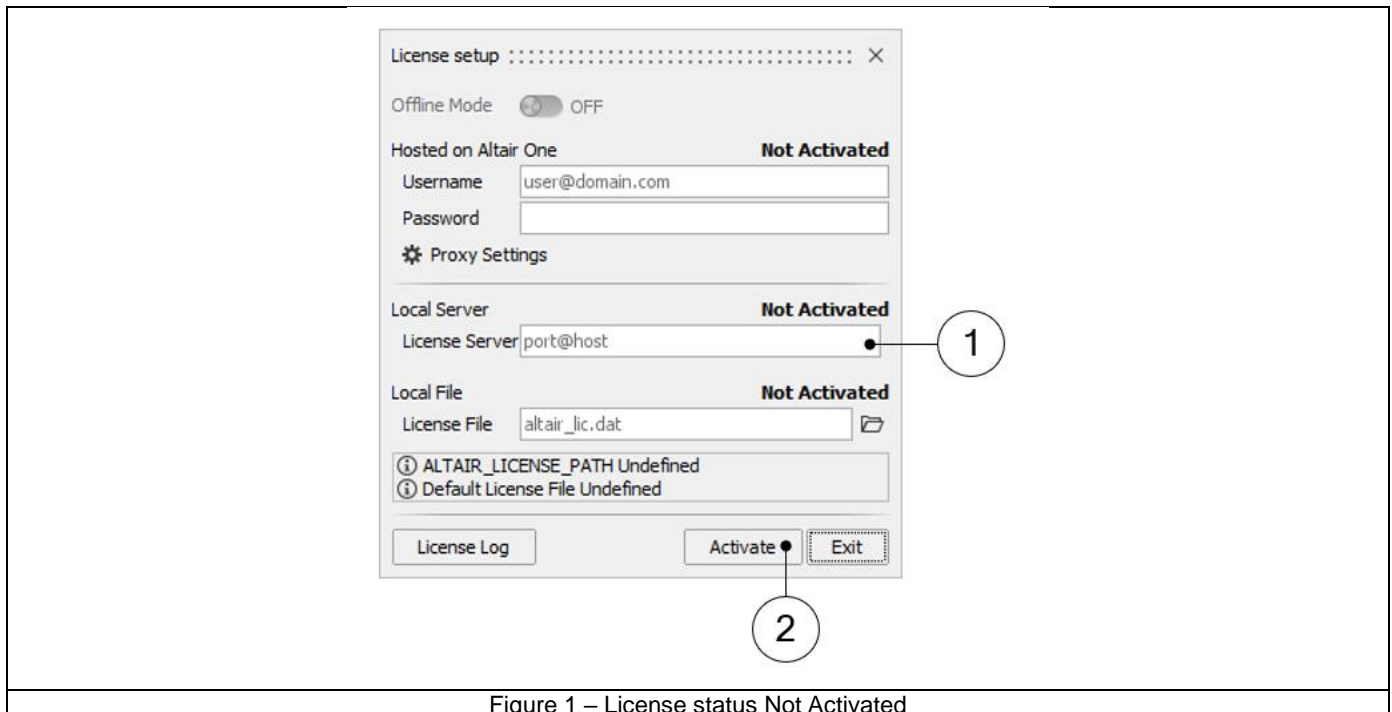 License setup
Offline Mode OFF
Hosted on Altair One Not Activated
Username user@domain.com
Password
Proxy Settings
Local Server Not Activated
License Server port@host
1
Local File Not Activated
License File altair_lic.dat
ALTAIR_LICENSE_PATH Undefined
Default License File Undefined
License Log Activate Exit
2
Figure 1 – License status Not Activated